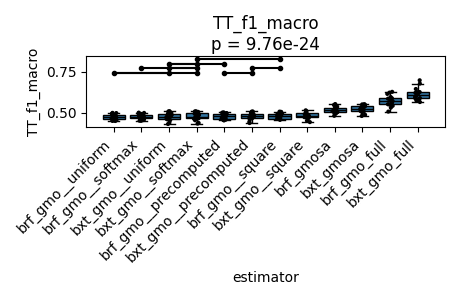 TT_f1_macro
p = 9.76e-24
TT_f1_macro
0.75
0.50
brf_gmo__uniform
brf_gmo__softmax
bxt_gmo__uniform
bxt_gmo__softmax
brf_gmo__precomputed
bxt_gmo__precomputed
brf_gmo__square
bxt_gmo__square
brf_gmosa
bxt_gmosa
brf_gmo_full
bxt_gmo_full
estimator